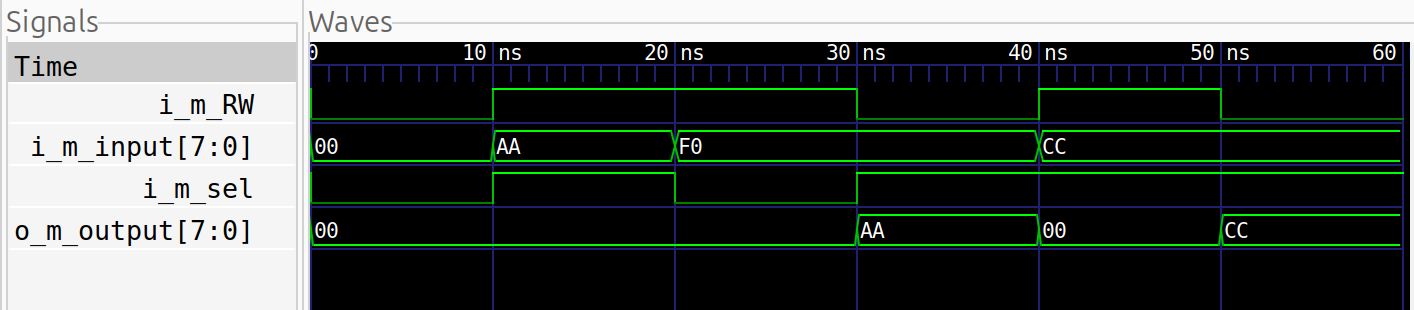 Signals Waves
Time 0 10 ns 20 ns 30 ns 40 ns 50 ns 60
i_m_RW
i_m_input[7:0] 00 AA F0 CC
i_m_sel
o_m_output[7:0] 00 AA 00 CC